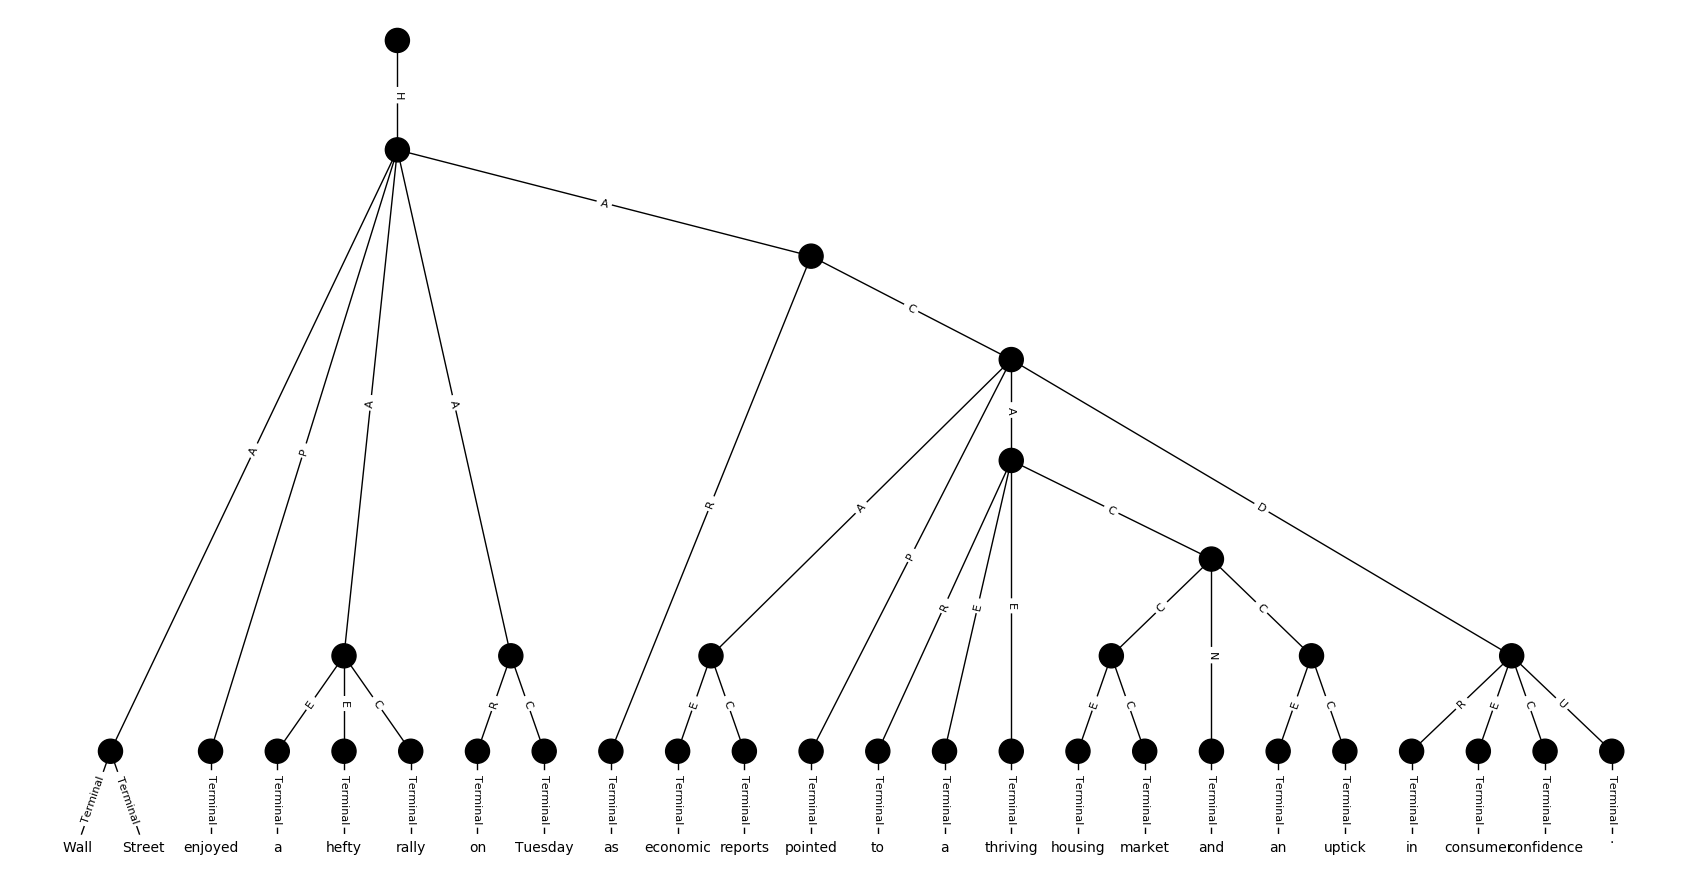 H
A
C
A
A
A
A
P
R
A
D
C
P
R
E
E
C
N
C
E
E
C
R
C
E
C
E
C
E
C
R
E
C
U
Terminal Terminal Terminal Terminal Terminal Terminal Terminal Terminal Terminal Terminal Terminal Terminal Terminal Terminal Terminal Terminal Terminal Terminal Terminal Terminal Terminal Terminal Terminal Terminal
Wall Street enjoyed a hefty rally on Tuesday as economic reports pointed to a thriving housing market and an uptick in consumer confidence .